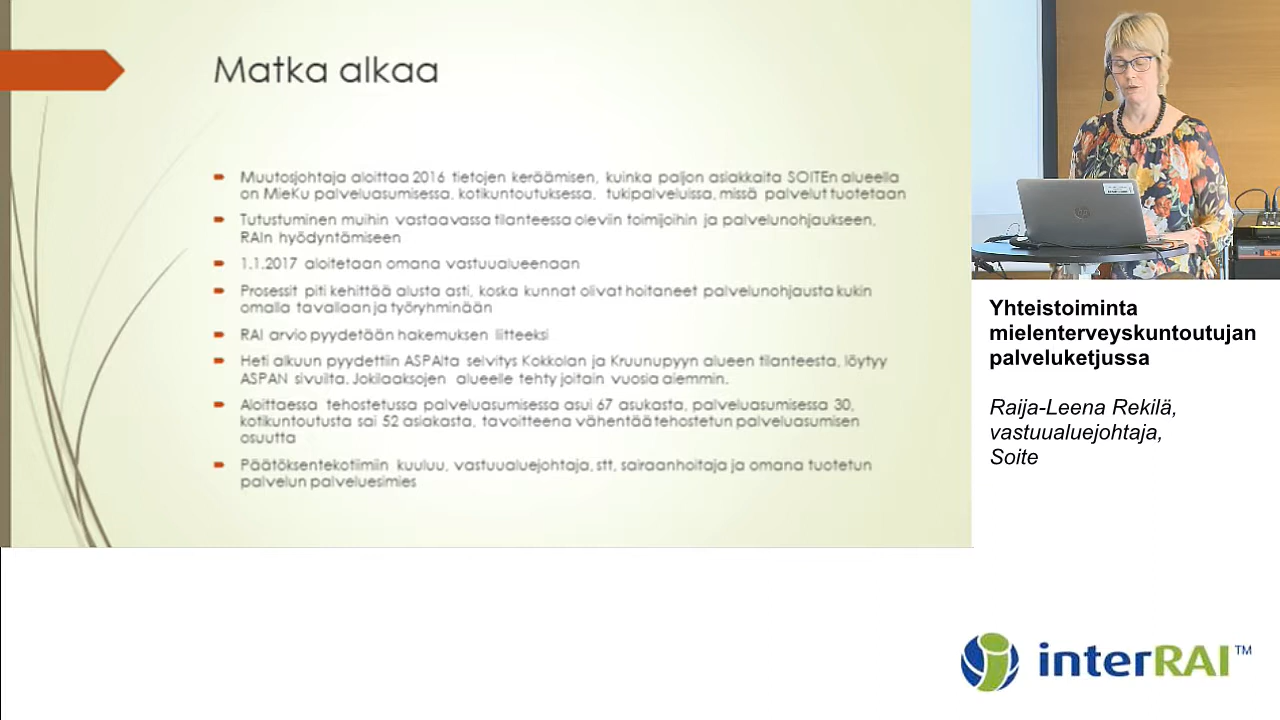 Matka alkaa
Muutosjohtaja aloittaa 2016 tietojen keräämisen, kuinka paljon asiakkaita SOITEn alueella
on MieKu palveluasumisessa, kotikuntoutuksessa, tukipalveluissa, missä palvelut tuotetaan
Tutustuminen muihin vastaavassa tilanteessa oleviin toimijoihin ja palvelunohjaukseen,
RAIn hyödyntämiseen
1.1.2017 aloitetaan omana vastuualueenaan
Prosessit piti kehittää alusta asti, koska kunnat olivat hoitaneet palvelunohjausta kukin
omalla tavallaan ja työryhminään
RAI arvio pyydetään hakemuksen liitteeksi
Heti alkuun pyydettiin ASPAlta selvitys Kokkolan ja Kruunupyyn alueen tilanteesta, löytyy
ASPAN sivuilta. Jokilaaksojen alueelle tehty joitain vuosia aiemmin.
Aloittaessa tehostetussa palveluasumisessa asui 67 asukasta, palveluasumisessa 30,
kotikuntoutusta sai 52 asiakasta, tavoitteena vähentää tehostetun palveluasumisen
osuutta
Päätöksentekotiimiin kuuluu, vastuualuejohtaja, stt, sairaanhoitaja ja omana tuotetun
palvelun palveluesimies
Yhteistoiminta
mielenterveyskuntoutujan
palveluketjussa
Raija-Leena Rekilä,
vastuualuejohtaja,
Soite
interRAI™